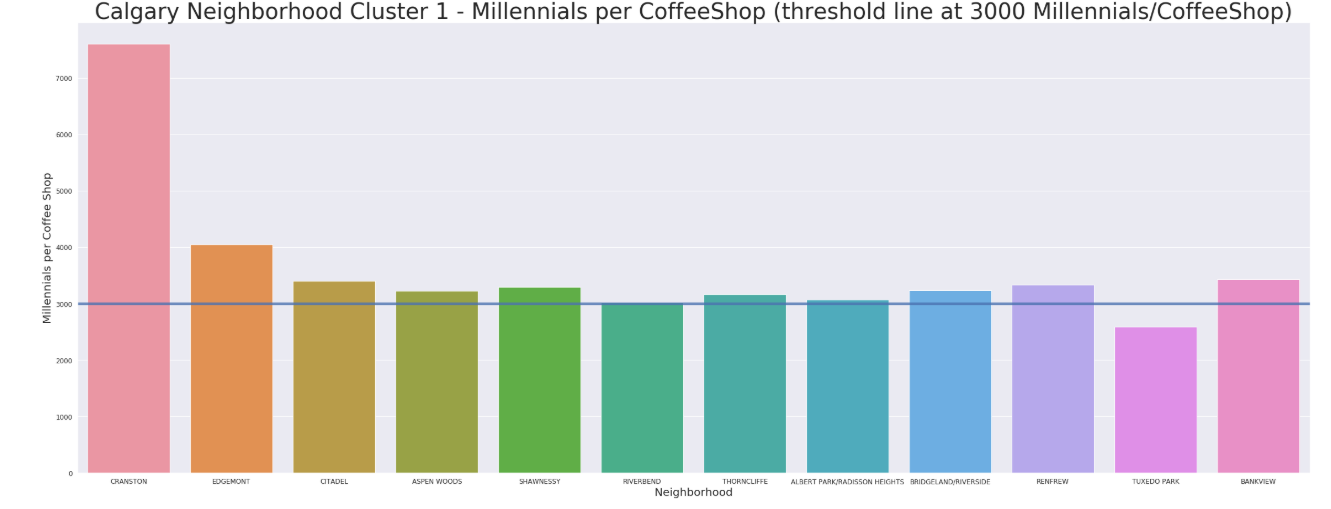 Calgary Neighborhood Cluster 1 - Millennials per CoffeeShop (threshold line at 3000 Millennials/CoffeeShop)
Millennials per Coffee Shop
7000
6000
5000
4000
3000
2000
1000
0
CRANSTON EDGEMONT CITADEL ASPEN WOODS SHAWNESSY RIVERBEND THORNCLIFFE ALBERT PARK/RADISSON HEIGHTS BRIDGELAND/RIVERSIDE RENFREW TUXEDO PARK BANKVIEW
Neighborhood